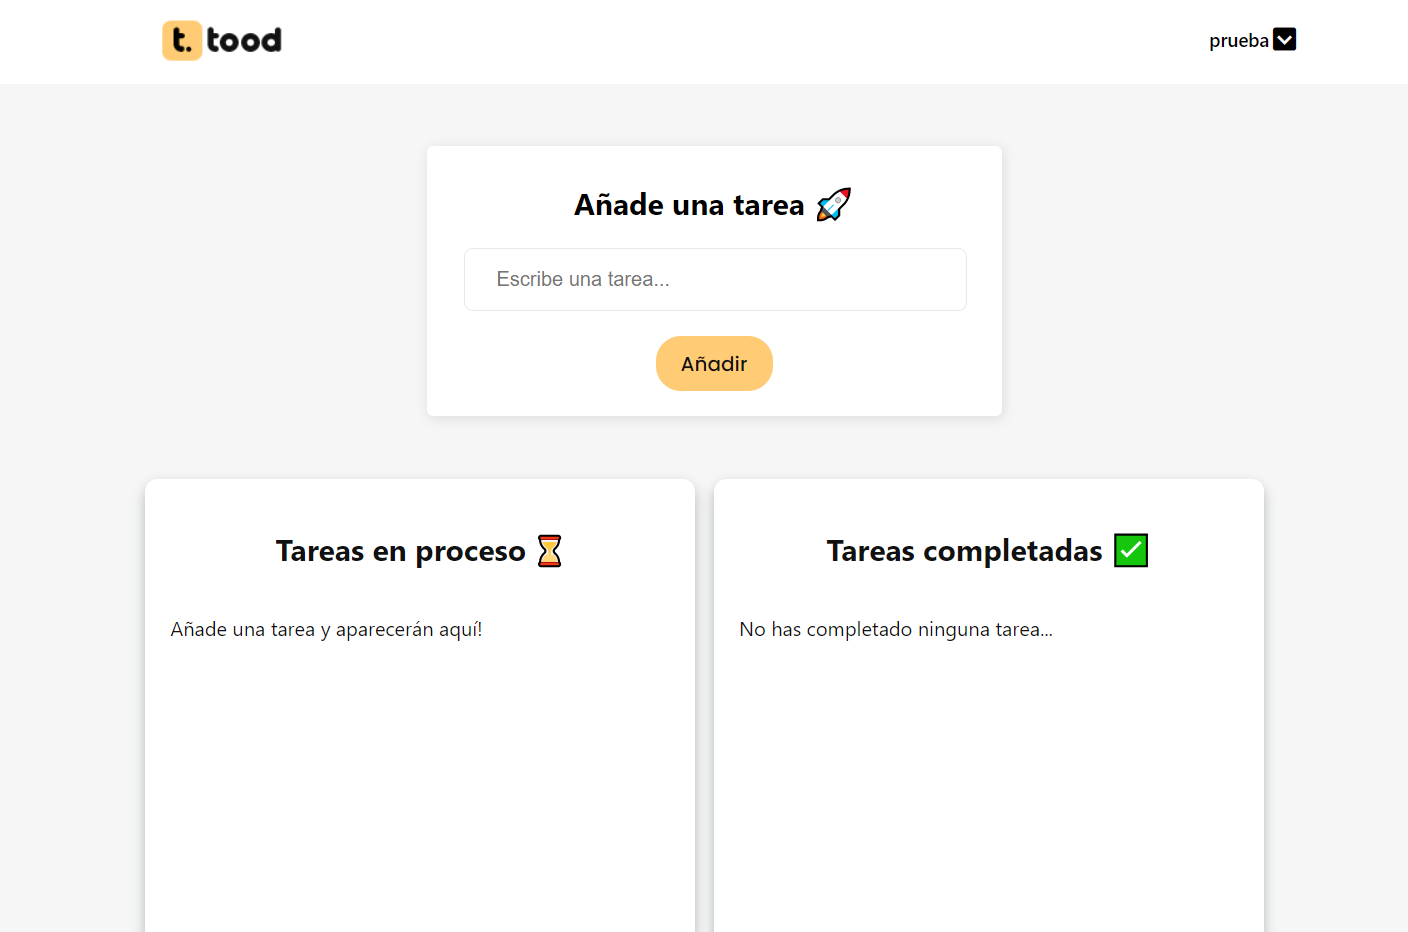 t. tood
prueba
Añade una tarea 🚀
Escribe una tarea...
Añadir
Tareas en proceso ⏳
Añade una tarea y aparecerán aquí!
Tareas completadas ✅
No has completado ninguna tarea...